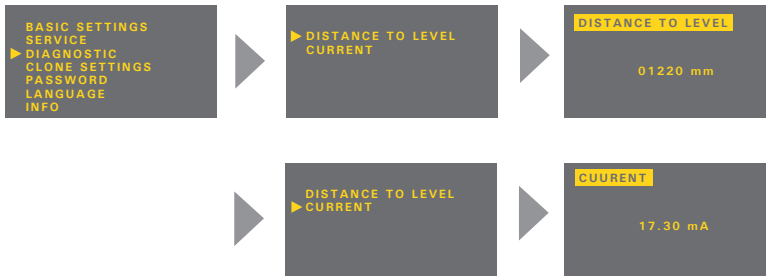 BASIC SETTINGS
SERVICE
DIAGNOSTIC
CLONE SETTINGS
PASSWORD
LANGUAGE
INFO
DISTANCE TO LEVEL
CURRENT
DISTANCE TO LEVEL
01220 mm
DISTANCE TO LEVEL
CURRENT
CUURENT
17.30 mA